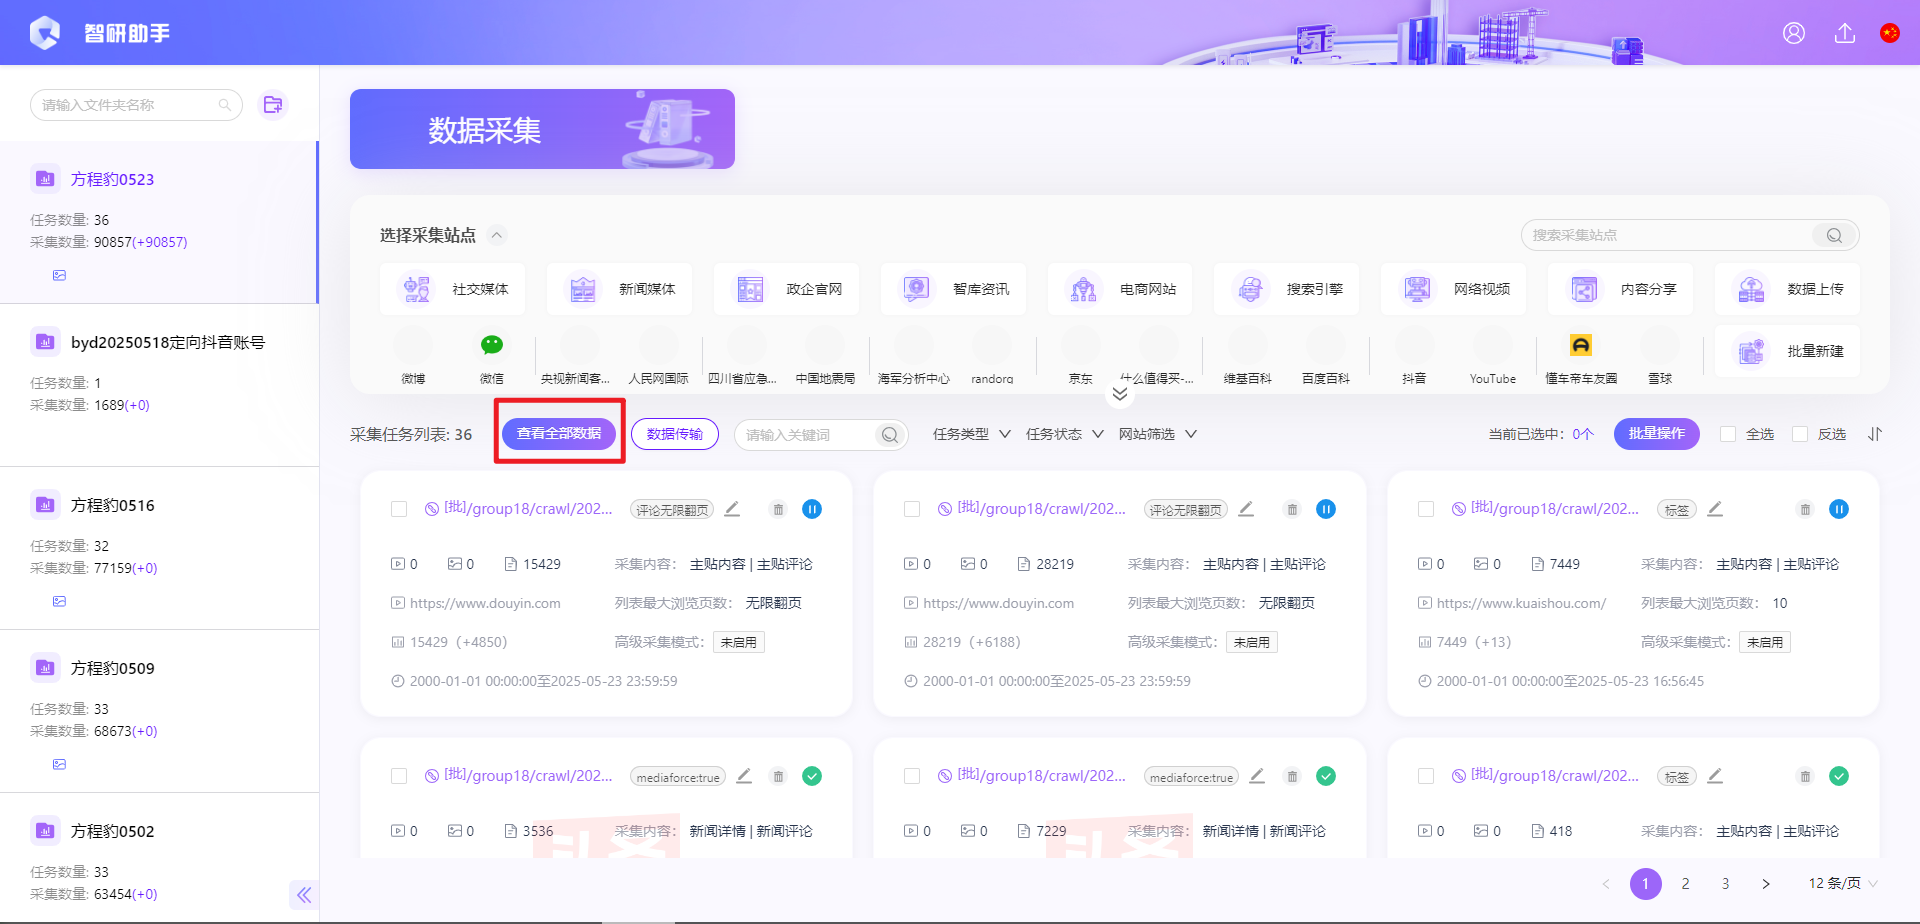 智研助手
请输入文件夹名称
方程豹0523
任务数量: 36
采集数量: 90857(+90857)
byd20250518定向抖音账号
任务数量: 1
采集数量: 1689(+0)
方程豹0516
任务数量: 32
采集数量: 77159(+0)
方程豹0509
任务数量: 33
采集数量: 68673(+0)
方程豹0502
任务数量: 33
采集数量: 63454(+0)
数据采集
选择采集站点
搜索采集站点
社交媒体 新闻媒体 政企官网 智库资讯 电商网站 搜索引擎 网络视频 内容分享 数据上传
批量新建
微博 微信 央视新闻客... 人民网国际 四川省应急... 中国地震局 海军分析中心 randorg 京东 什么值得买-... 维基百科 百度百科 抖音 YouTube 懂车帝车友圈 雪球
采集任务列表: 36 查看全部数据 数据传输 请输入关键词 任务类型 任务状态 网站筛选 当前已选中: 0个 批量操作 全选 反选
[批]/group18/crawl/202... 评论无限翻页
0 0 15429 采集内容: 主贴内容 | 主贴评论
https://www.douyin.com 列表最大浏览页数: 无限翻页
15429（+4850） 高级采集模式: 未启用
2000-01-01 00:00:00至2025-05-23 23:59:59
[批]/group18/crawl/202... 评论无限翻页
0 0 28219 采集内容: 主贴内容 | 主贴评论
https://www.douyin.com 列表最大浏览页数: 无限翻页
28219（+6188） 高级采集模式: 未启用
2000-01-01 00:00:00至2025-05-23 23:59:59
[批]/group18/crawl/202... 标签
0 0 7449 采集内容: 主贴内容 | 主贴评论
https://www.kuaishou.com/ 列表最大浏览页数: 10
7449（+13） 高级采集模式: 未启用
2000-01-01 00:00:00至2025-05-23 16:56:45
[批]/group18/crawl/202... mediaforce:true
0 0 3536 采集内容: 新闻详情 | 新闻评论
[批]/group18/crawl/202... mediaforce:true
0 0 7229 采集内容: 新闻详情 | 新闻评论
[批]/group18/crawl/202... 标签
0 0 418 采集内容: 主贴内容 | 主贴评论
1 2 3 12 条/页